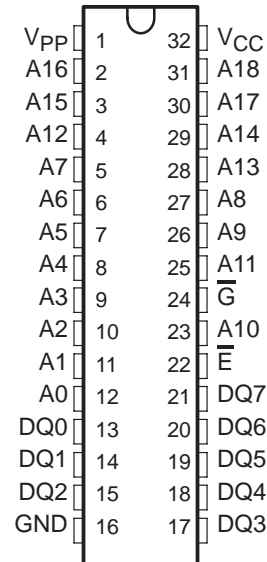 VPP 1 32 VCC
A16 2 31 A18
A15 3 30 A17
A12 4 29 A14
A7 5 28 A13
A6 6 27 A8
A5 7 26 A9
A4 8 25 A11
A3 9 24 G̅
A2 10 23 A10
A1 11 22 E̅
A0 12 21 DQ7
DQ0 13 20 DQ6
DQ1 14 19 DQ5
DQ2 15 18 DQ4
GND 16 17 DQ3